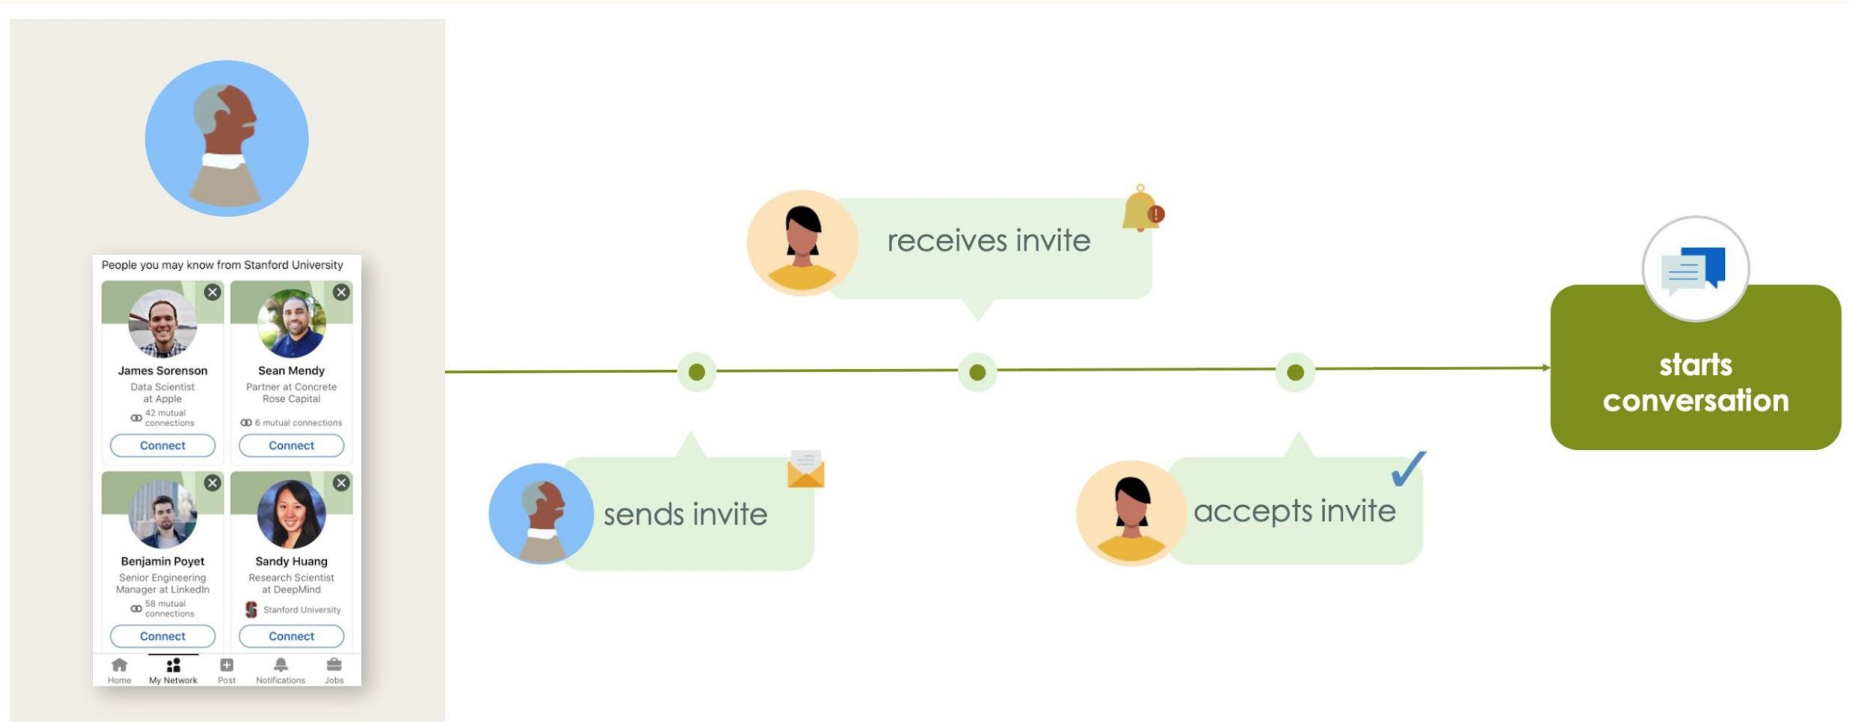 People you may know from Stanford University
James Sorenson
Data Scientist
at Apple
42 mutual
connections
Connect
Sean Mendy
Partner at Concrete
Rose Capital
6 mutual connections
Connect
Benjamin Poyet
Senior Engineering
Manager at LinkedIn
58 mutual
connections
Connect
Sandy Huang
Research Scientist
at DeepMind
Stanford University
Connect
Home
My Network
Post
Notifications
Jobs
sends invite
receives invite
accepts invite
starts
conversation